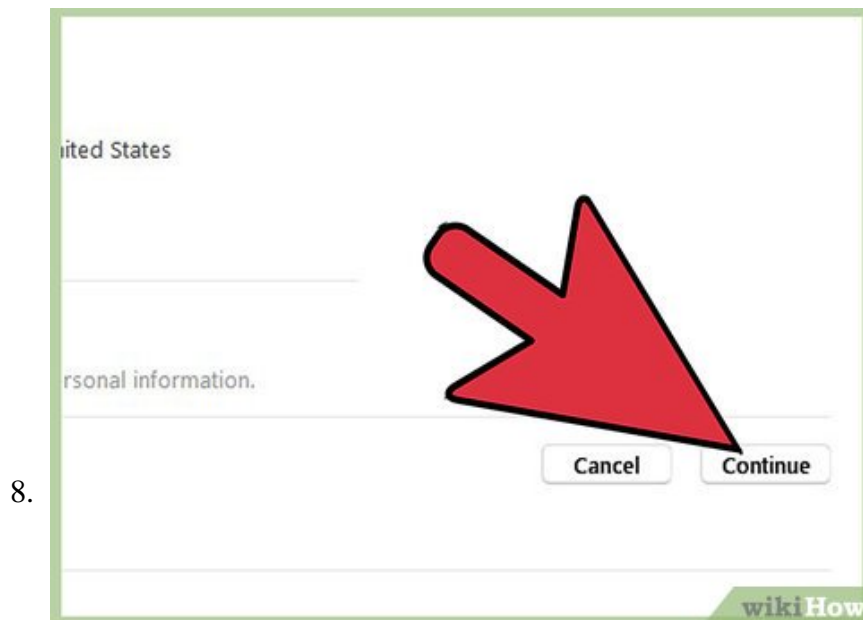 ited States
rsonal information.
Cancel Continue
8.
wikiHow